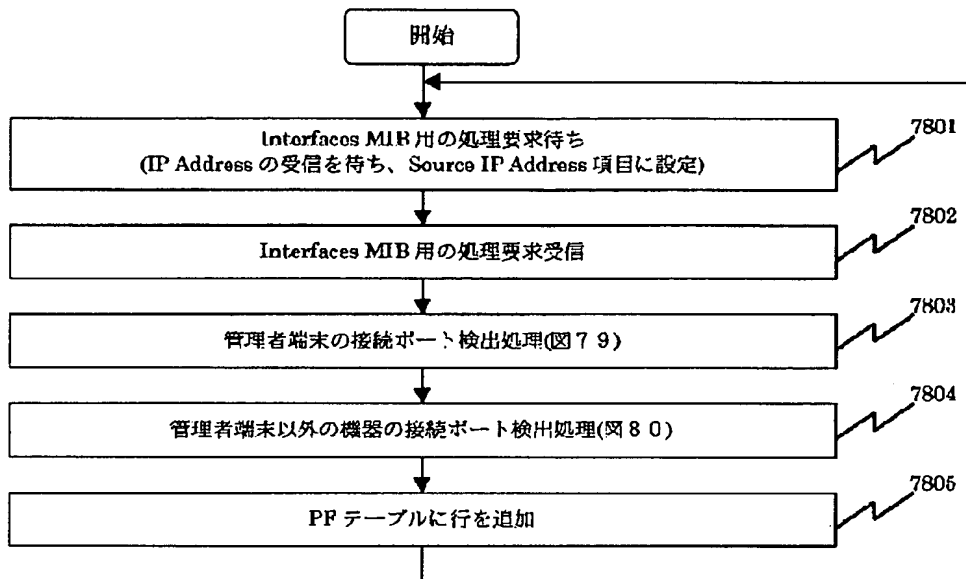 開始
Interfaces MIB 用の処理要求待ち
(IP Address の受信を待ち、Source IP Address 項目に設定)
7801
Interfaces MIB 用の処理要求受信
7802
管理者端末の接続ポート検出処理(図７９)
7803
管理者端末以外の機器の接続ポート検出処理(図８０)
7804
PF テーブルに行を追加
7805